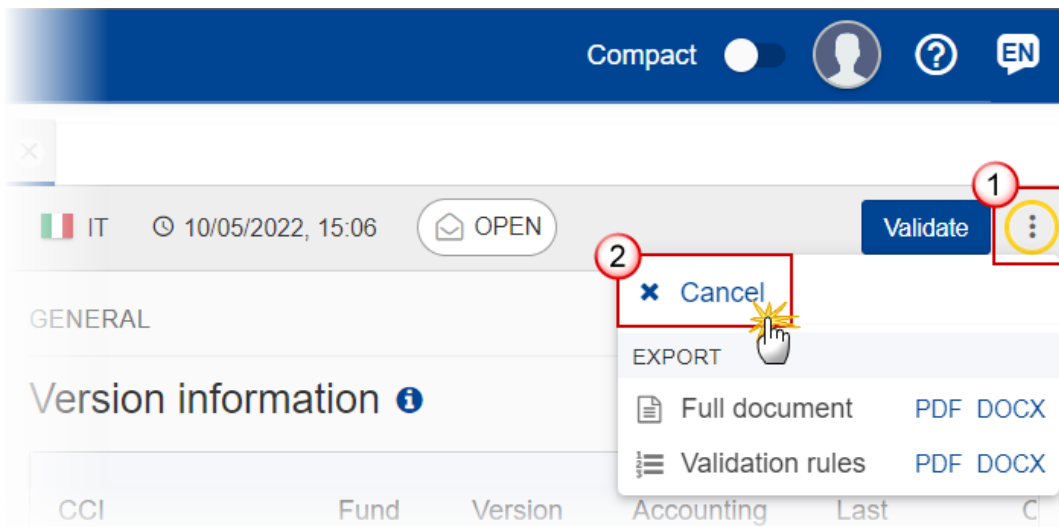 Compact EN
1
IT 10/05/2022, 15:06 OPEN Validate
2
Cancel
GENERAL
EXPORT
Version information
Full document PDF DOCX
Validation rules PDF DOCX
CCI Fund Version Accounting Last C